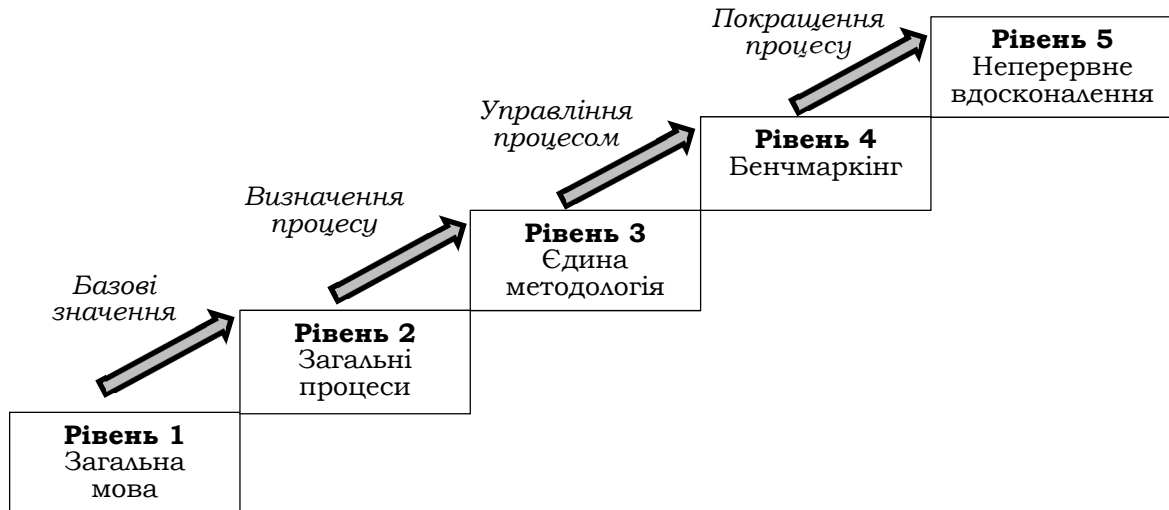 Покращення
процесу
Рівень 5
Неперервне
вдосконалення
Управління
процесом
Рівень 4
Бенчмаркінг
Визначення
процесу
Рівень 3
Єдина
методологія
Базові
значення
Рівень 2
Загальні
процеси
Рівень 1
Загальна
мова